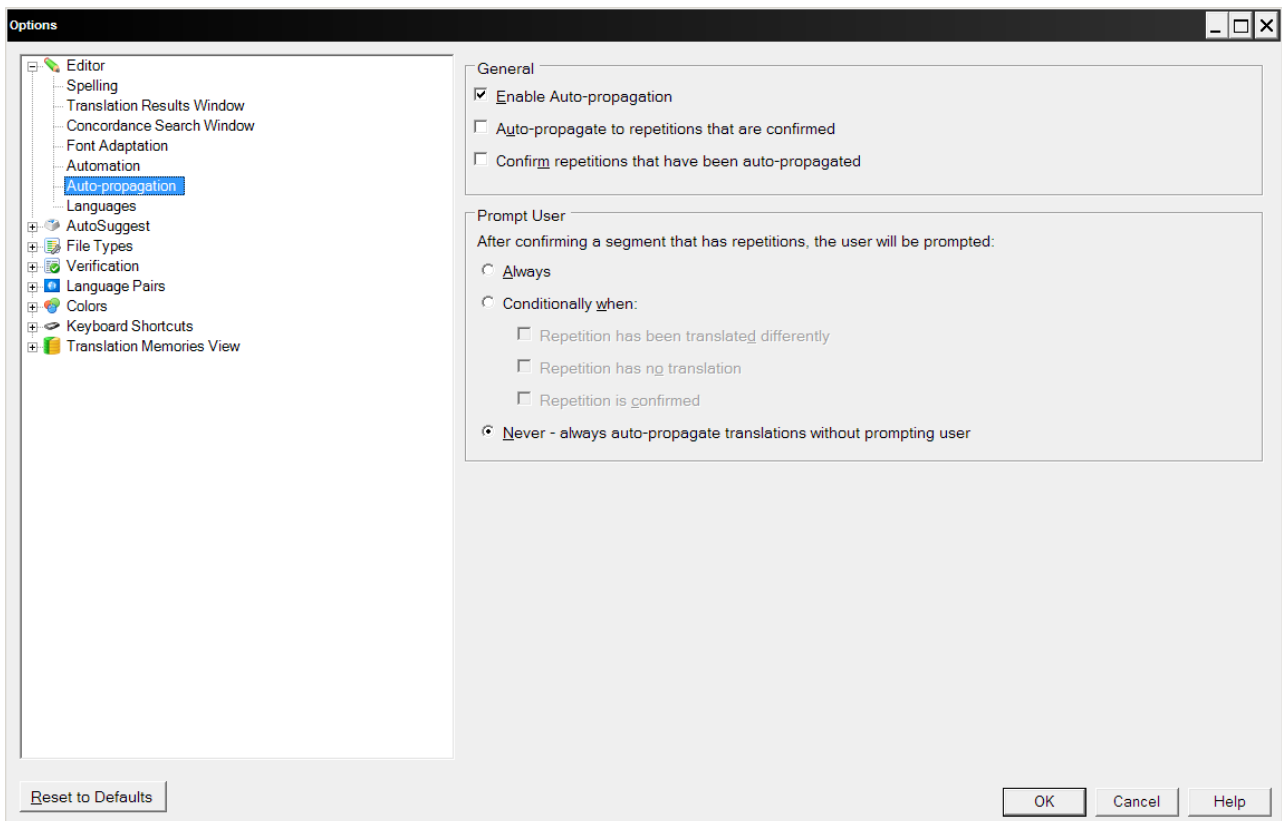 Options
Editor
Spelling
Translation Results Window
Concordance Search Window
Font Adaptation
Automation
Auto-propagation
Languages
AutoSuggest
File Types
Verification
Language Pairs
Colors
Keyboard Shortcuts
Translation Memories View
General
Enable Auto-propagation
Auto-propagate to repetitions that are confirmed
Confirm repetitions that have been auto-propagated
Prompt User
After confirming a segment that has repetitions, the user will be prompted:
Always
Conditionally when:
Repetition has been translated differently
Repetition has no translation
Repetition is confirmed
Never - always auto-propagate translations without prompting user
Reset to Defaults
OK
Cancel
Help